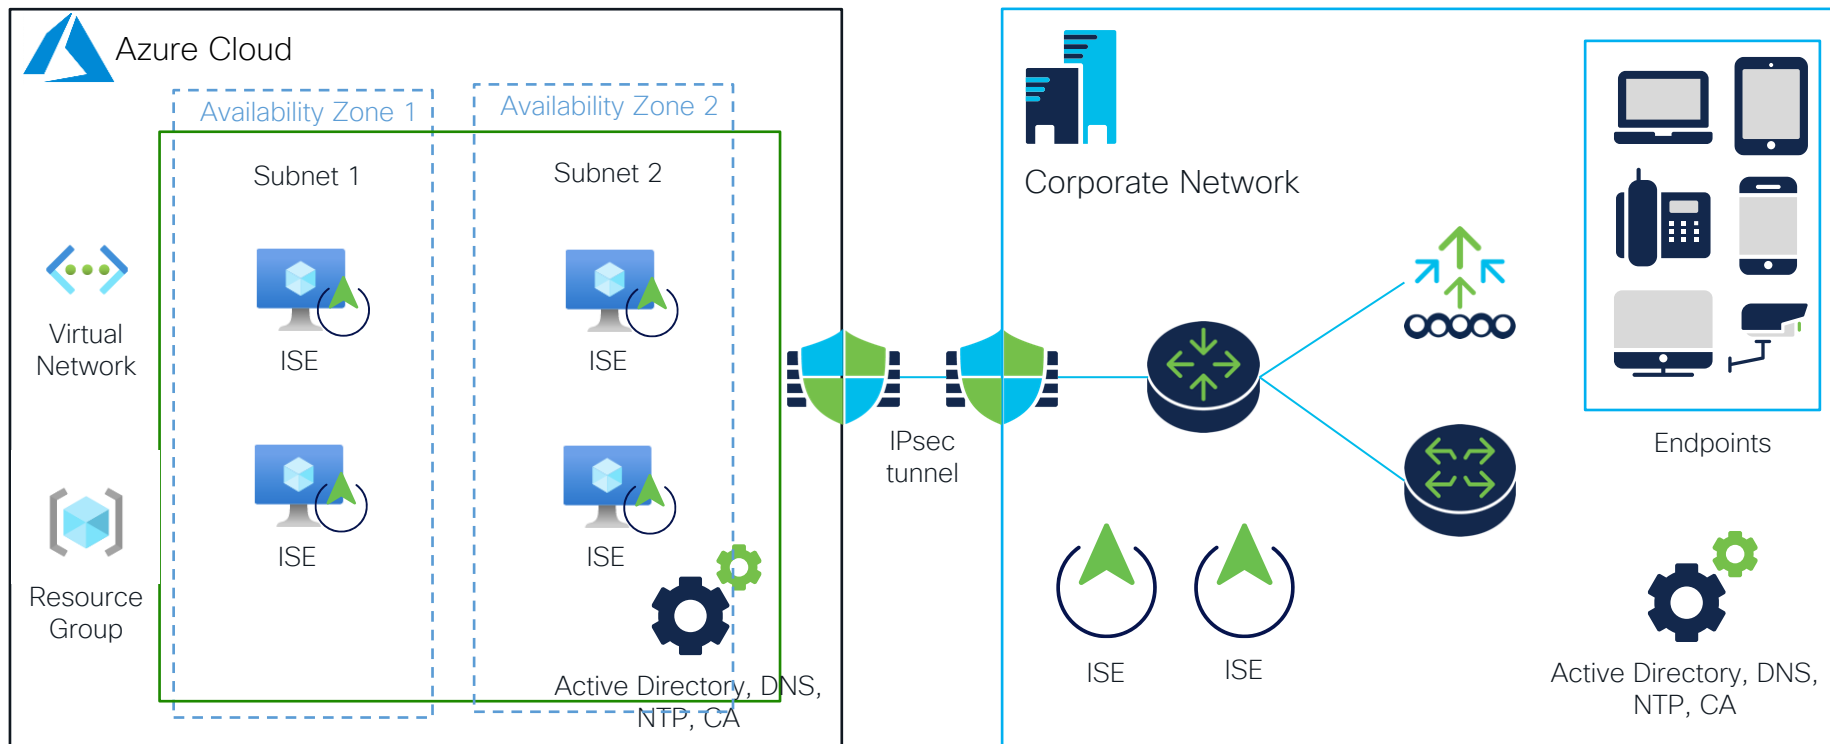 Azure Cloud
Availability Zone 1
Availability Zone 2
Subnet 1
Subnet 2
Virtual
Network
ISE
ISE
ISE
ISE
Resource
Group
Active Directory, DNS,
NTP, CA
IPsec
tunnel
Corporate Network
Endpoints
ISE
ISE
Active Directory, DNS,
NTP, CA